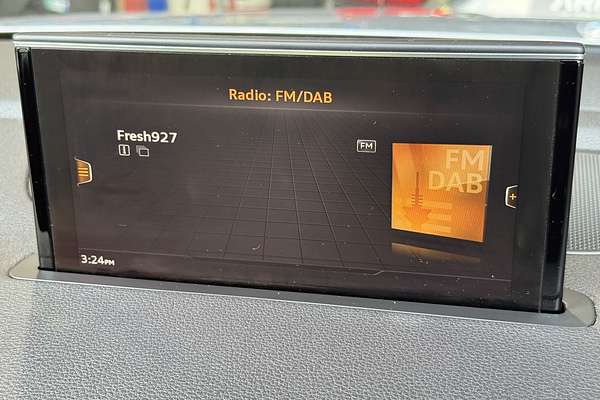 Radio: FM/DAB
Fresh927
FM
FM
DAB
3:24PM